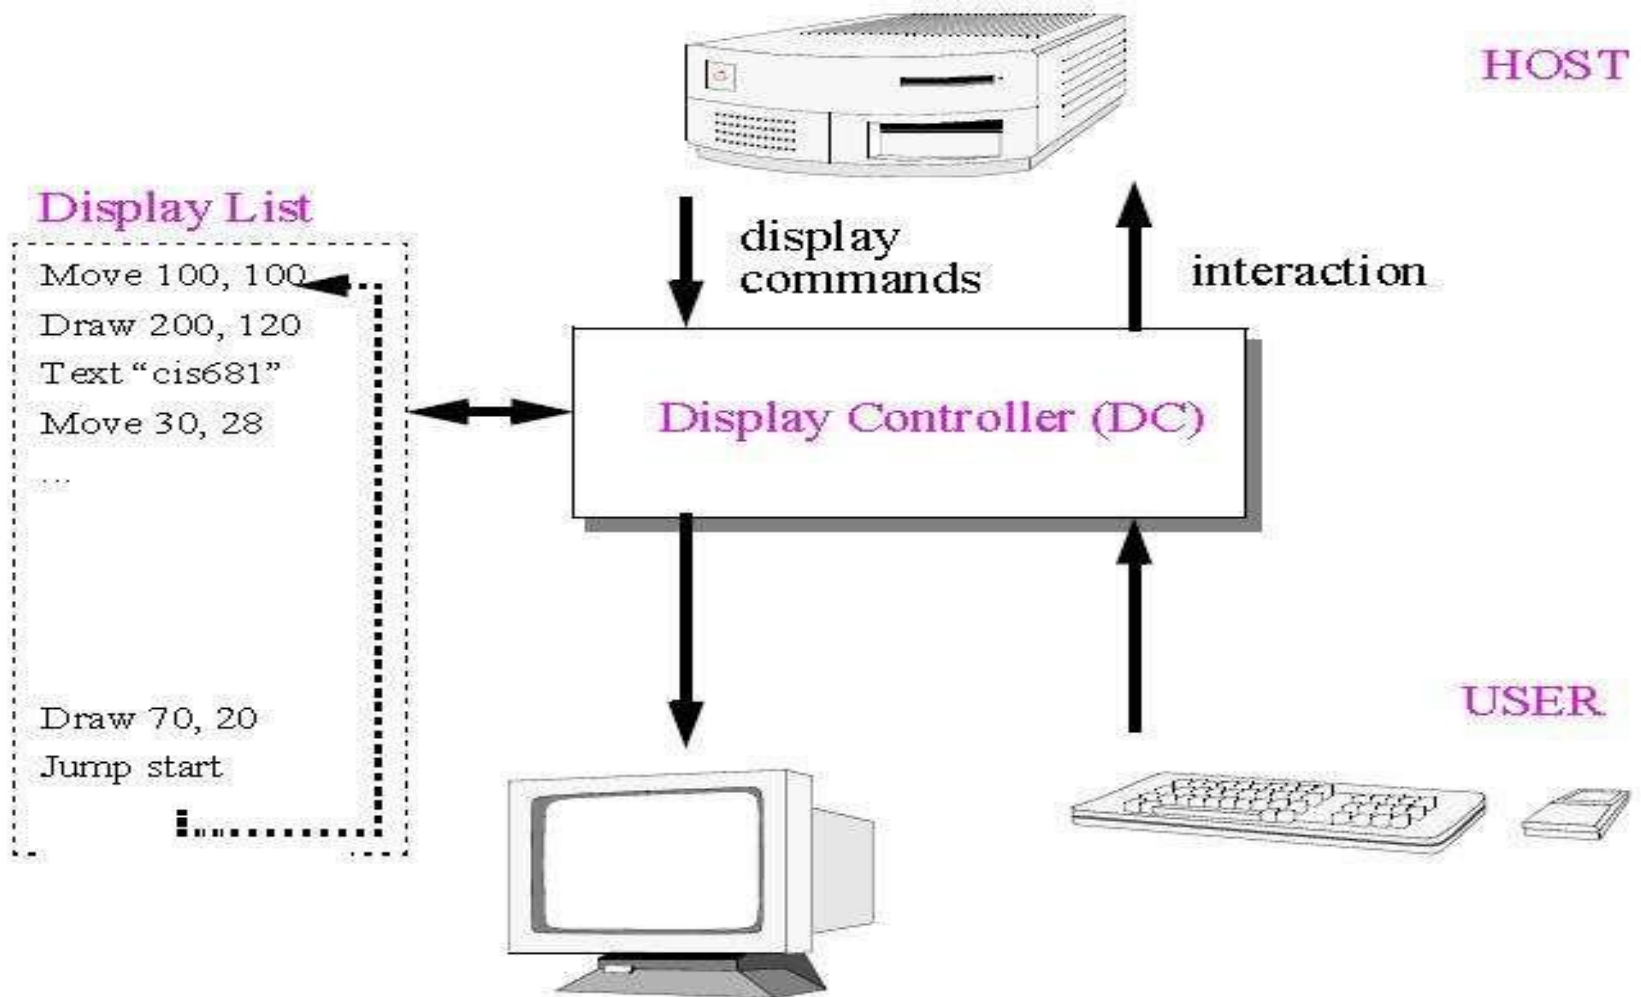 HOST
Display List
display
commands
interaction
Move 100, 100
Draw 200, 120
Text “cis681”
Move 30, 28
...
Display Controller (DC)
Draw 70, 20
Jump start
USER